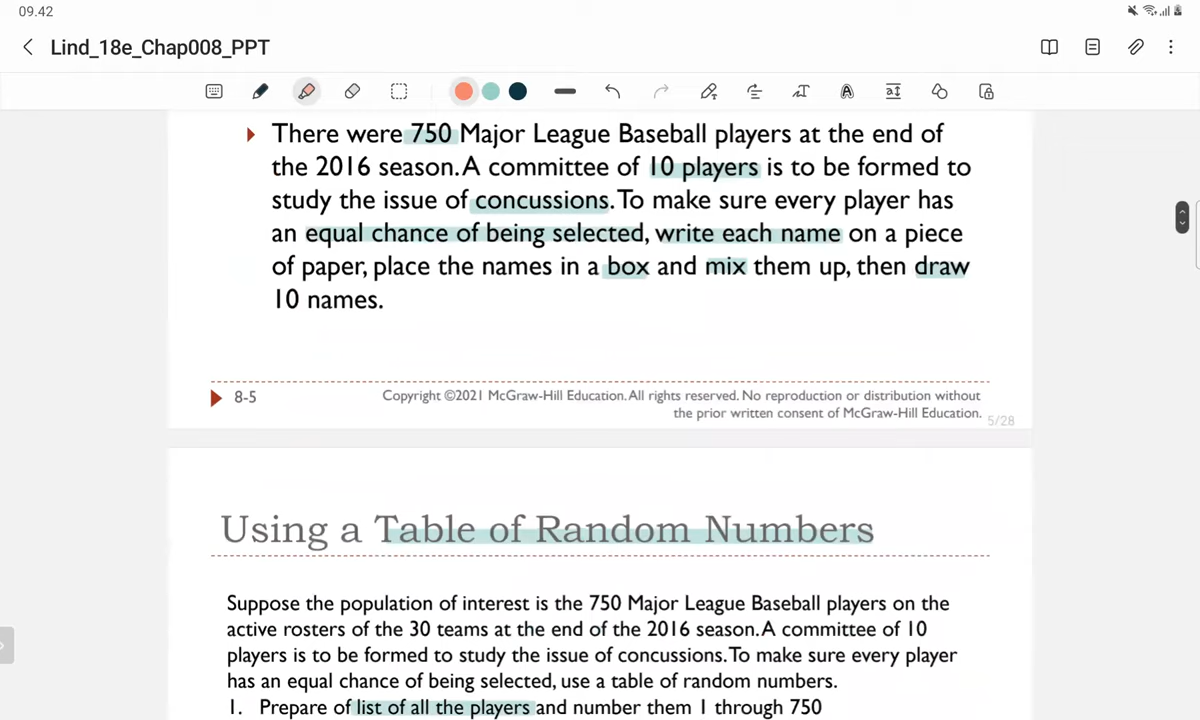 09.42
Lind_18e_Chap008_PPT
There were 750 Major League Baseball players at the end of
the 2016 season. A committee of 10 players is to be formed to
study the issue of concussions. To make sure every player has
an equal chance of being selected, write each name on a piece
of paper, place the names in a box and mix them up, then draw
10 names.
8-5
Copyright ©2021 McGraw-Hill Education. All rights reserved. No reproduction or distribution without
the prior written consent of McGraw-Hill Education.
5/28
Using a Table of Random Numbers
Suppose the population of interest is the 750 Major League Baseball players on the
active rosters of the 30 teams at the end of the 2016 season. A committee of 10
players is to be formed to study the issue of concussions. To make sure every player
has an equal chance of being selected, use a table of random numbers.
1. Prepare of list of all the players and number them 1 through 750